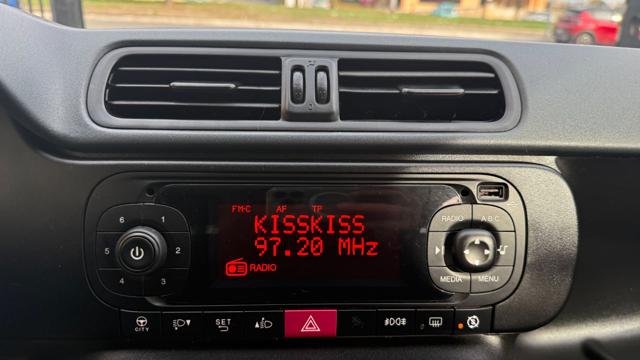 FM-C AF TP
KISSKISS
97.20 MHz
RADIO
6 1
5 2
4 3
RADIO A B C
MEDIA MENU
CITY
SET